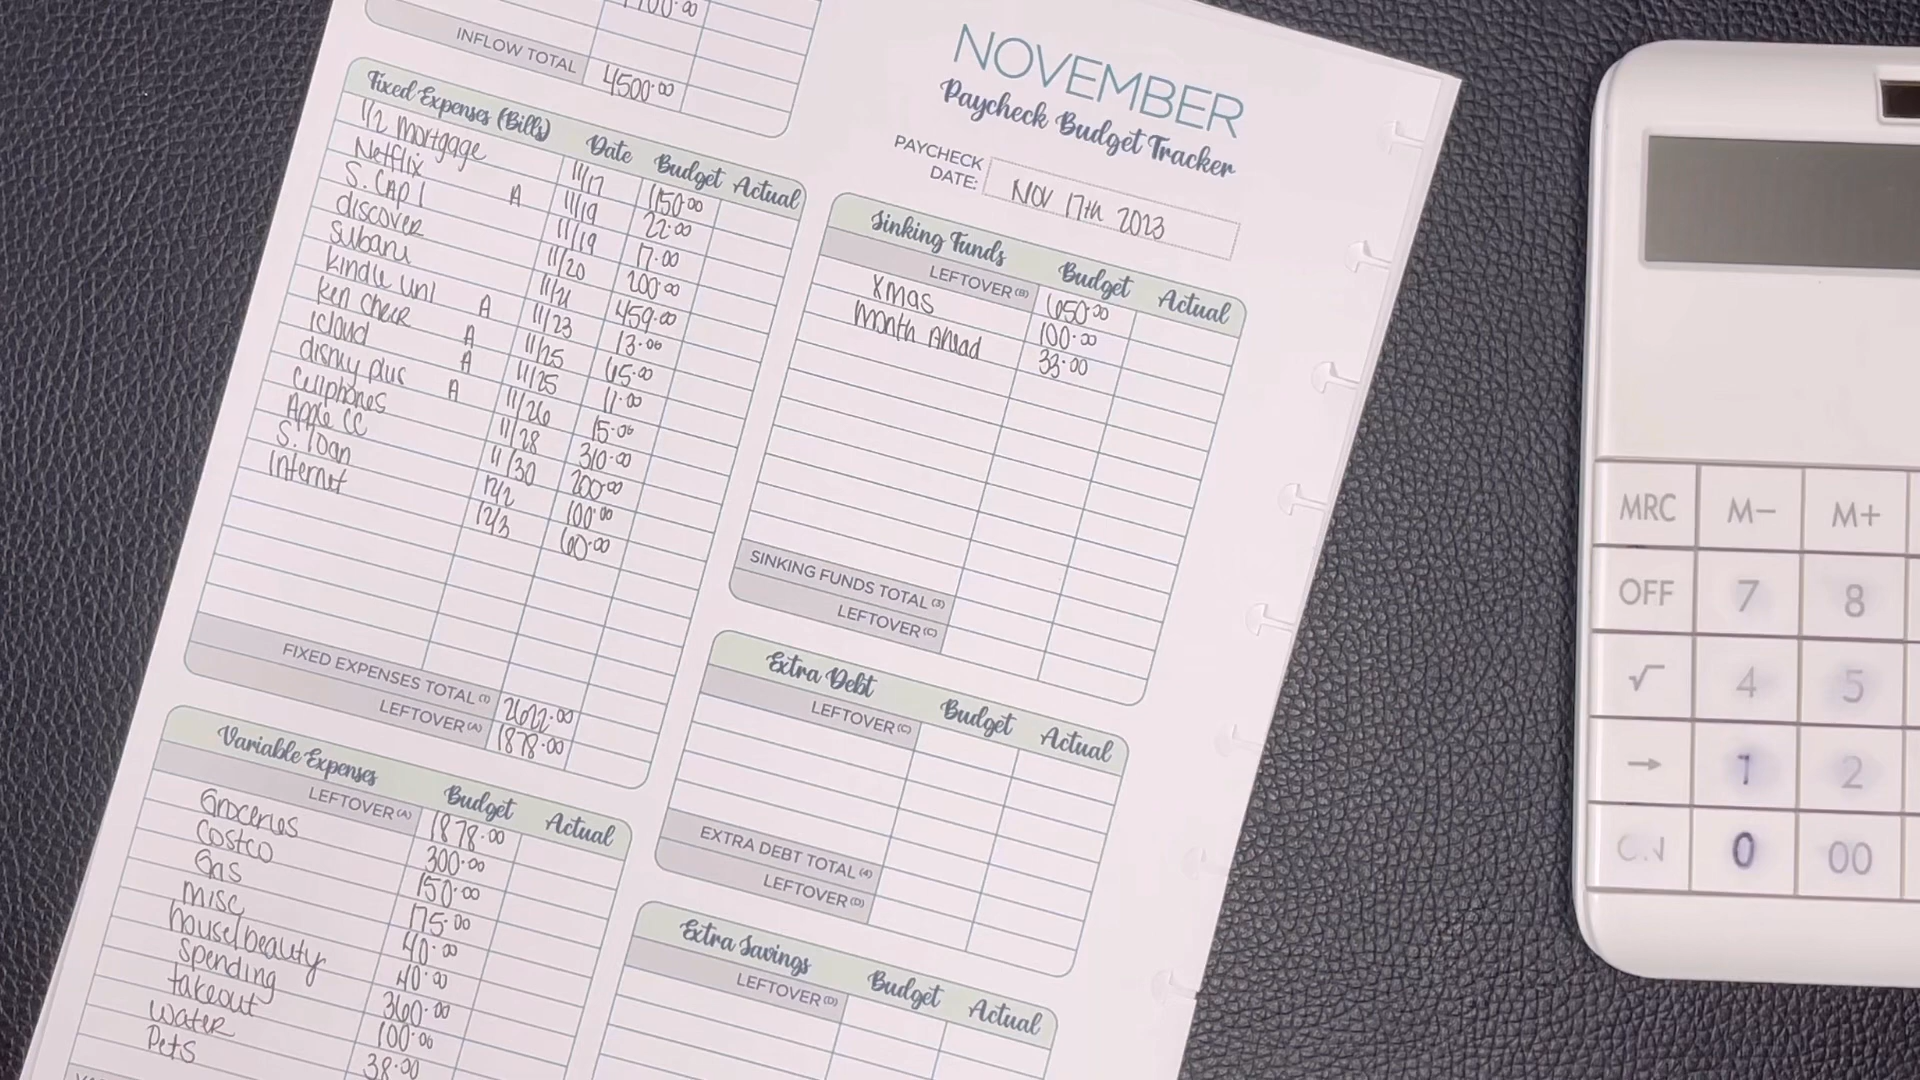 1700.00
INFLOW TOTAL 4500.00
Fixed Expenses (Bills) Date Budget Actual
1/2 mortgage 11/17 1150.00
Netflix A 11/19 22.00
S. CAP 1 11/19 17.00
discover 11/20 200.00
Subaru 11/21 459.00
kindle unl A 11/23 13.00
ken check A 11/25 65.00
icloud A 11/25 11.00
disney plus A 11/26 15.00
Cellphones 11/28 310.00
Apple CC 11/30 200.00
S. loan 12/2 100.00
Internet 12/3 60.00
FIXED EXPENSES TOTAL (1) 2622.00
LEFTOVER (A) 1878.00
Variable Expenses Budget Actual
LEFTOVER (A) 1878.00
Groceries 300.00
Costco 150.00
Gas 175.00
Misc 40.00
house/beauty 40.00
Spending 360.00
takeout 100.00
Water 38.00
Pets
NOVEMBER
Paycheck Budget Tracker
PAYCHECK DATE: NOV 17th 2023
Sinking Funds Budget Actual
LEFTOVER (B) 650.00
Xmas 100.00
Month Ahead 33.00
SINKING FUNDS TOTAL (3)
LEFTOVER (C)
Extra Debt Budget Actual
LEFTOVER (C)
EXTRA DEBT TOTAL (4)
LEFTOVER (D)
Extra Savings Budget Actual
LEFTOVER (D)
MRC M− M+
OFF 7 8
√ 4 5
→ 1 2
0 00